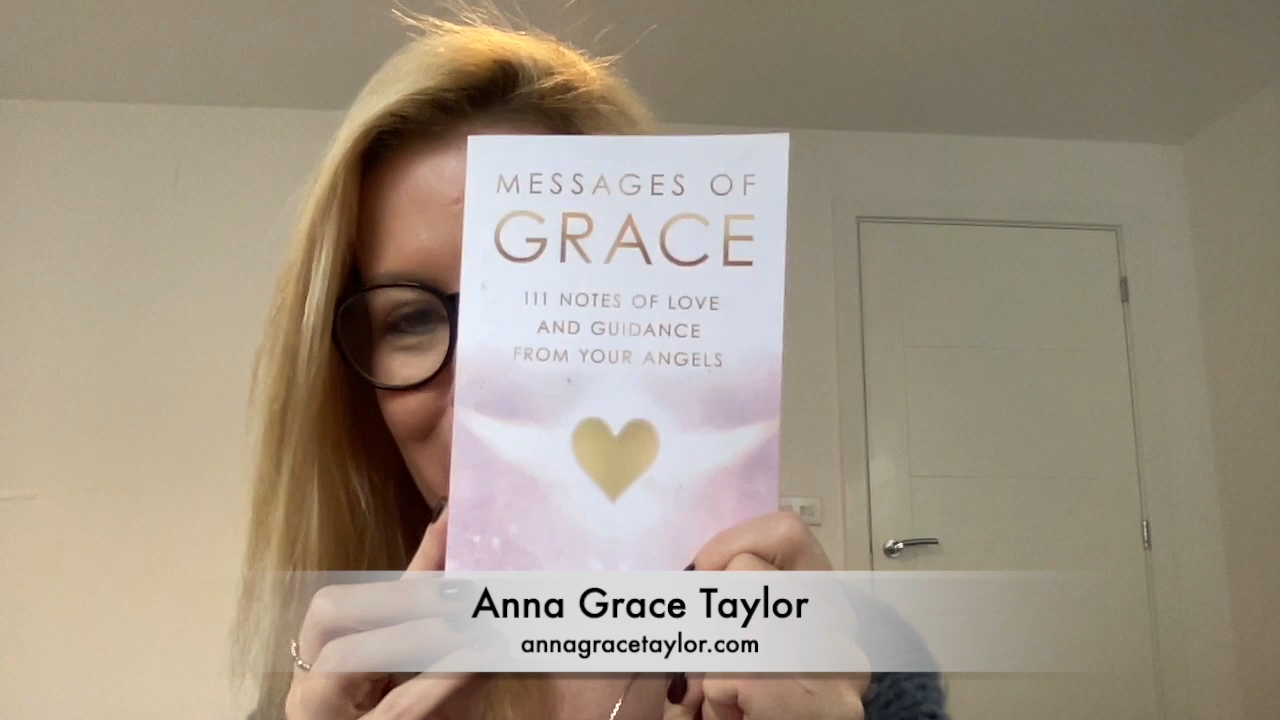 MESSAGES OF
GRACE
111 NOTES OF LOVE
AND GUIDANCE
FROM YOUR ANGELS
Anna Grace Taylor
annagracetaylor.com